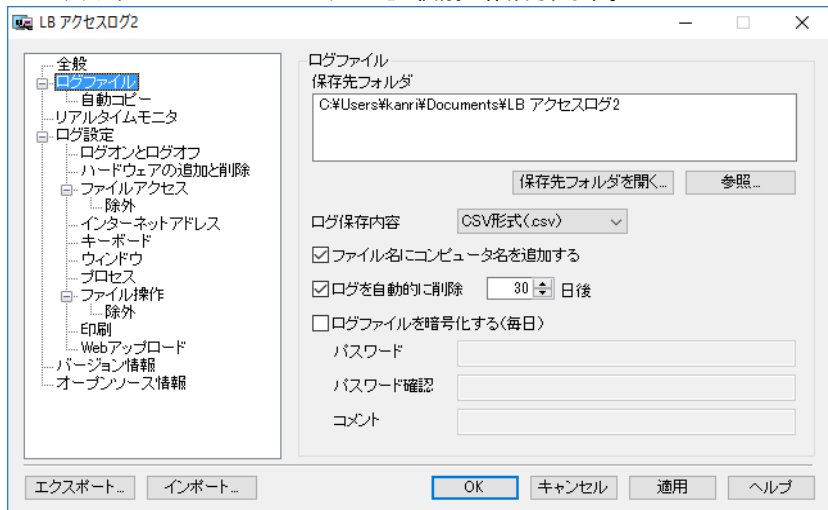 LB アクセスログ2
全般
ログファイル
自動コピー
リアルタイムモニタ
ログ設定
ログオンとログオフ
ハードウェアの追加と削除
ファイルアクセス
除外
インターネットアドレス
キーボード
ウィンドウ
プロセス
ファイル操作
除外
印刷
Webアップロード
バージョン情報
オープンソース情報
ログファイル
保存先フォルダ
C:¥Users¥kanri¥Documents¥LB アクセスログ2
保存先フォルダを開く... 参照...
ログ保存内容 CSV形式(.csv)
ファイル名にコンピュータ名を追加する
ログを自動的に削除 30 日後
ログファイルを暗号化する(毎日)
パスワード
パスワード確認
コメント
エクスポート... インポート... OK キャンセル 適用 ヘルプ